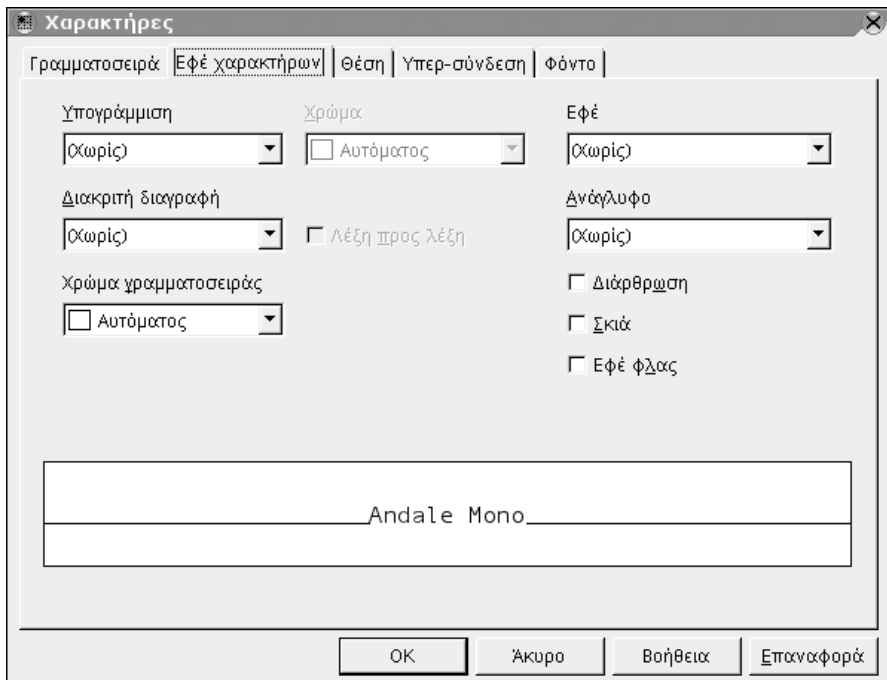 Χαρακτήρες
Γραμματοσειρά Εφέ χαρακτήρων Θέση Υπερ-σύνδεση Φόντο
Υπογράμμιση Χρώμα Εφέ
(Χωρίς) Αυτόματος (Χωρίς)
Διακριτή διαγραφή Ανάγλυφο
(Χωρίς) Λέξη προς λέξη (Χωρίς)
Χρώμα γραμματοσειράς Διάρθρωση
Αυτόματος Σκιά
Εφέ φλας
Andale Mono
OK Άκυρο Βοήθεια Επαναφορά